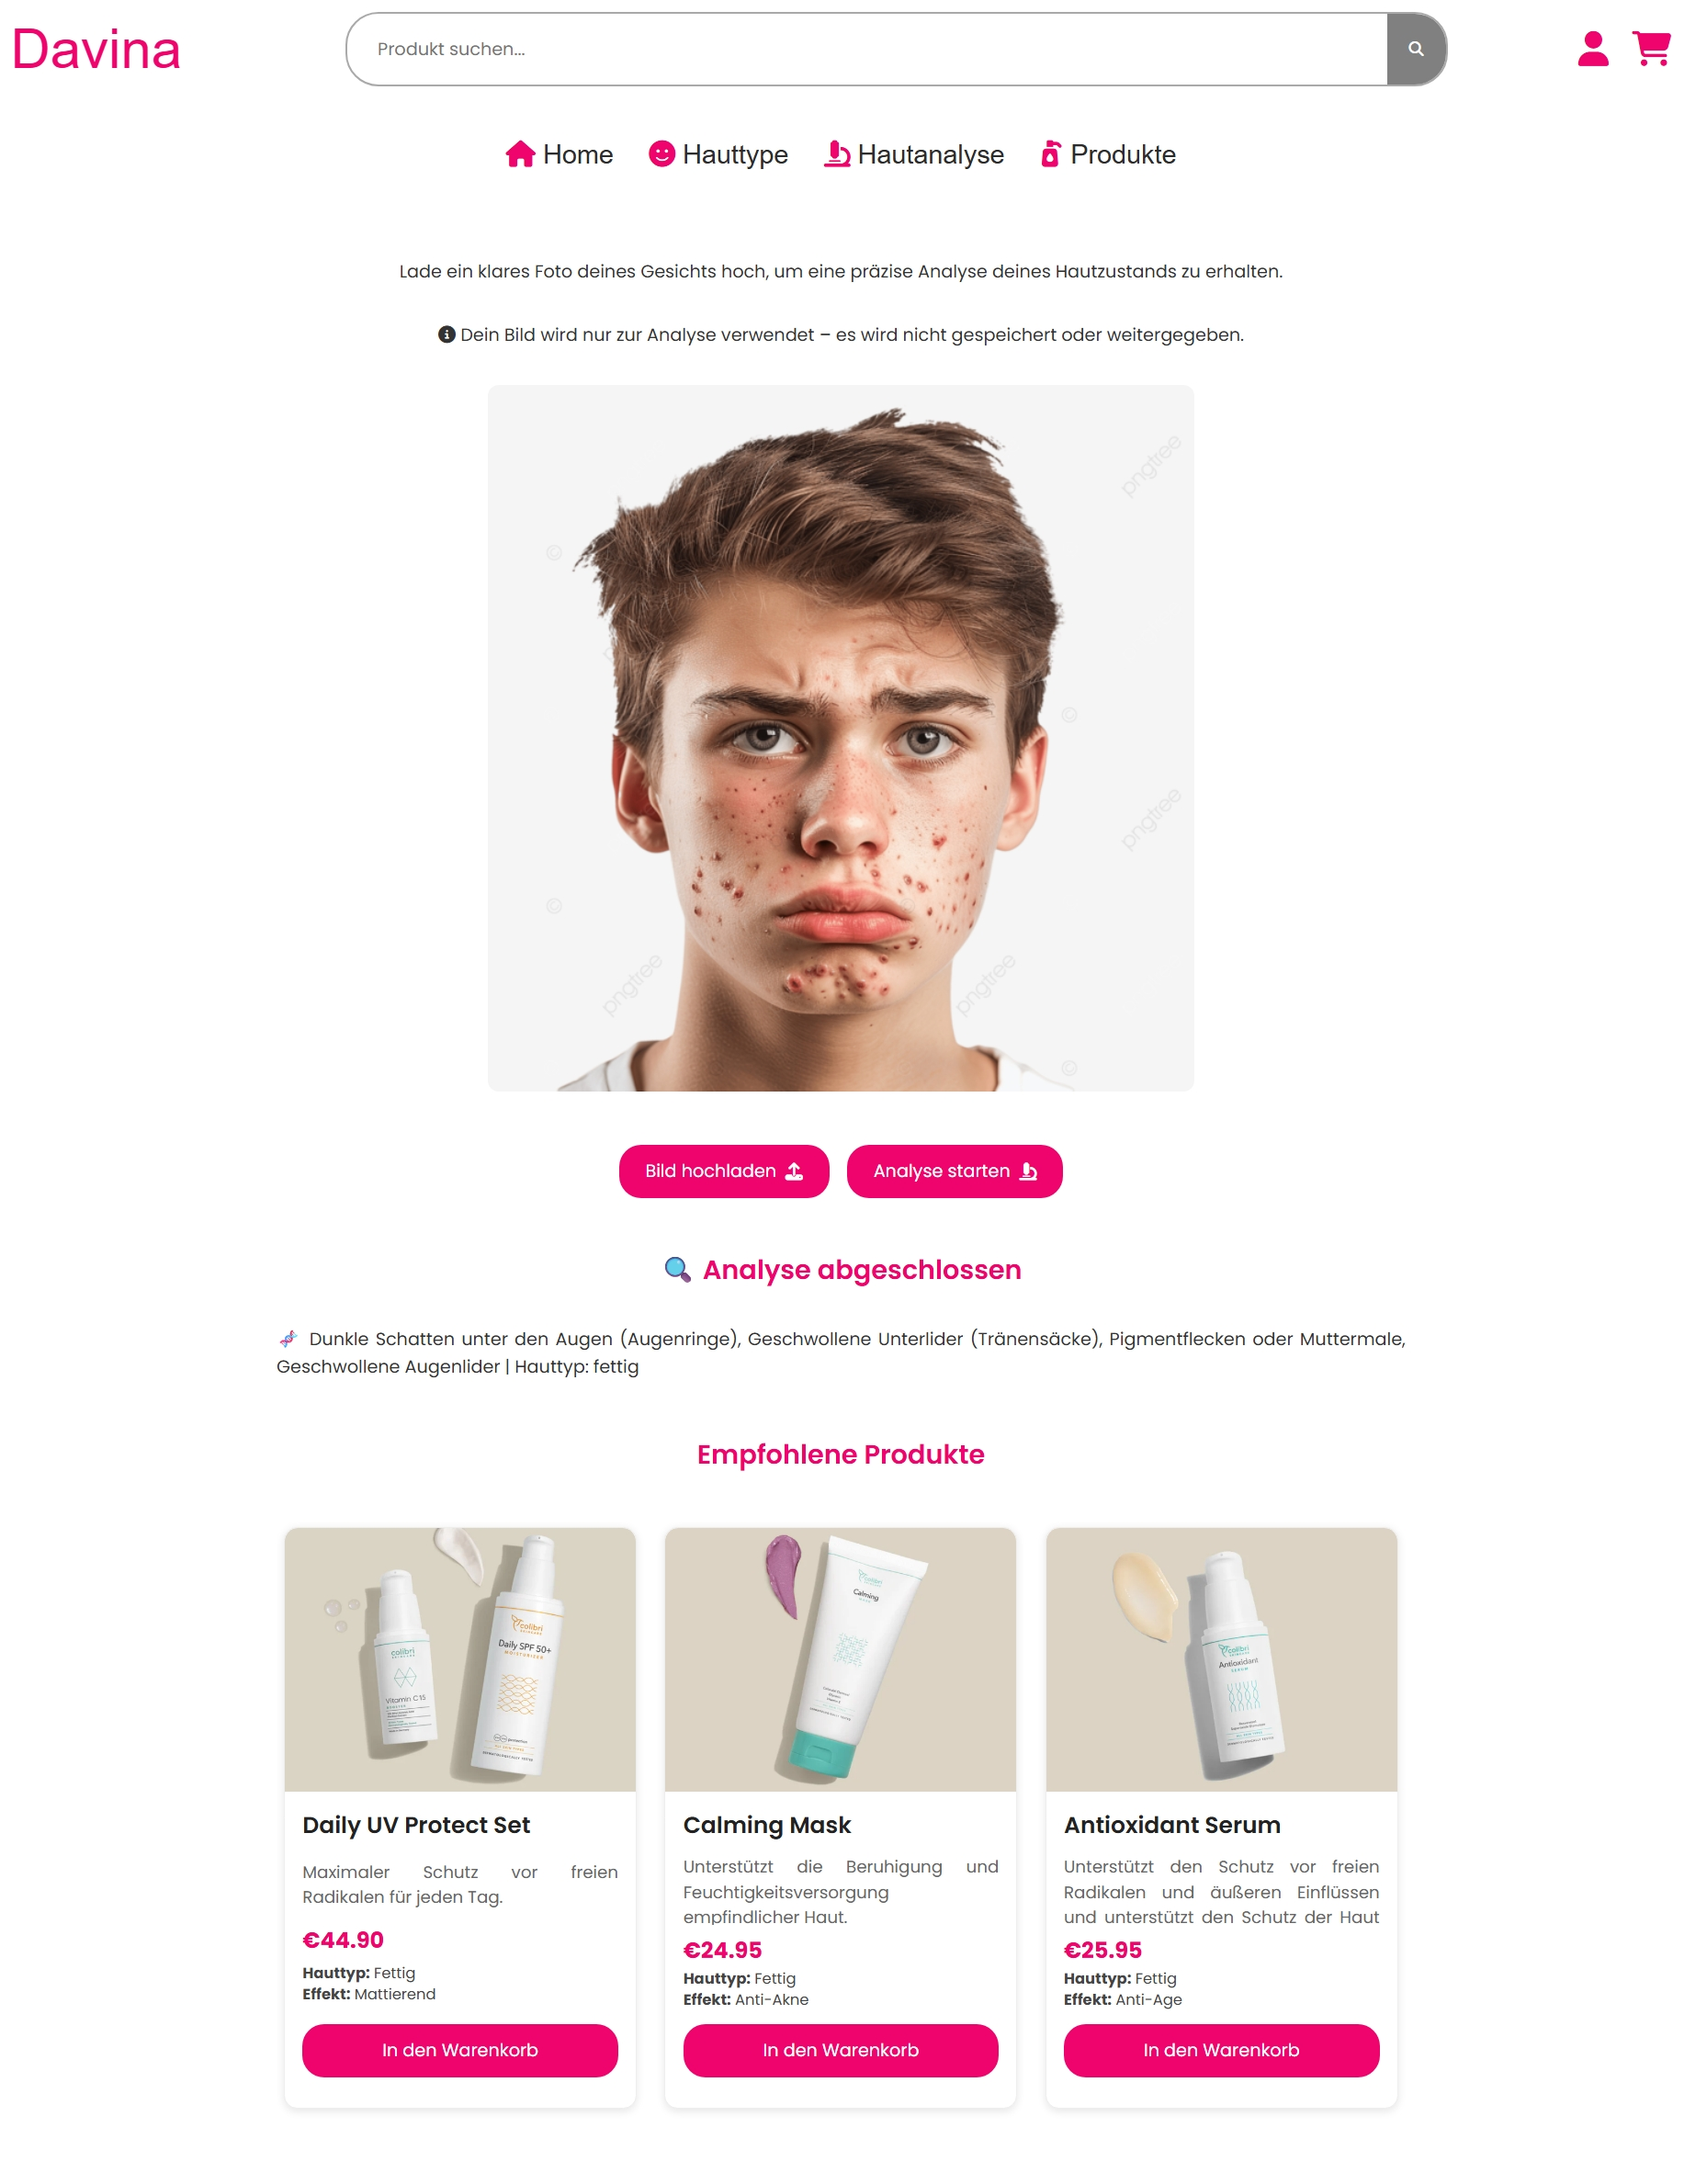 Davina
Produkt suchen...
Home Hauttype Hautanalyse Produkte
Lade ein klares Foto deines Gesichts hoch, um eine präzise Analyse deines Hautzustands zu erhalten.
Dein Bild wird nur zur Analyse verwendet – es wird nicht gespeichert oder weitergegeben.
pngtree
pngtree
pngtree
pngtree
Bild hochladen
Analyse starten
Analyse abgeschlossen
Dunkle Schatten unter den Augen (Augenringe), Geschwollene Unterlider (Tränensäcke), Pigmentflecken oder Muttermale,
Geschwollene Augenlider | Hauttyp: fettig
Empfohlene Produkte
colibri
SKINCARE
Vitamin C15
colibri
SKINCARE
Daily SPF 50+
MOISTURIZER
Daily UV Protect Set
Maximaler Schutz vor freien
Radikalen für jeden Tag.
€44.90
Hauttyp: Fettig
Effekt: Mattierend
In den Warenkorb
colibri
Calming
Calming Mask
Unterstützt die Beruhigung und
Feuchtigkeitsversorgung
empfindlicher Haut.
€24.95
Hauttyp: Fettig
Effekt: Anti-Akne
In den Warenkorb
colibri
Antioxidant
SERUM
Antioxidant Serum
Unterstützt den Schutz vor freien
Radikalen und äußeren Einflüssen
und unterstützt den Schutz der Haut
€25.95
Hauttyp: Fettig
Effekt: Anti-Age
In den Warenkorb